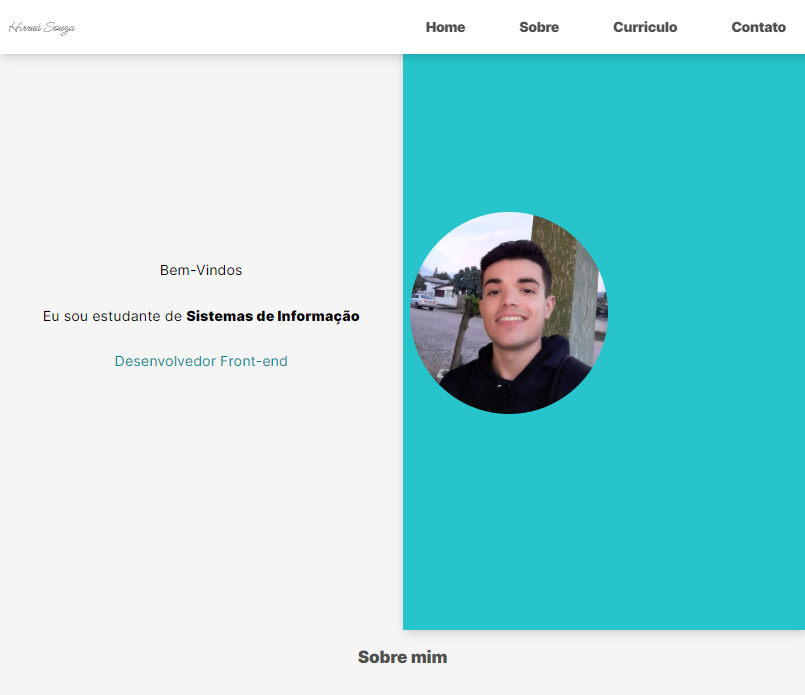 Hirruá Souza
Home Sobre Curriculo Contato
Bem-Vindos
Eu sou estudante de Sistemas de Informação
Desenvolvedor Front-end
Sobre mim